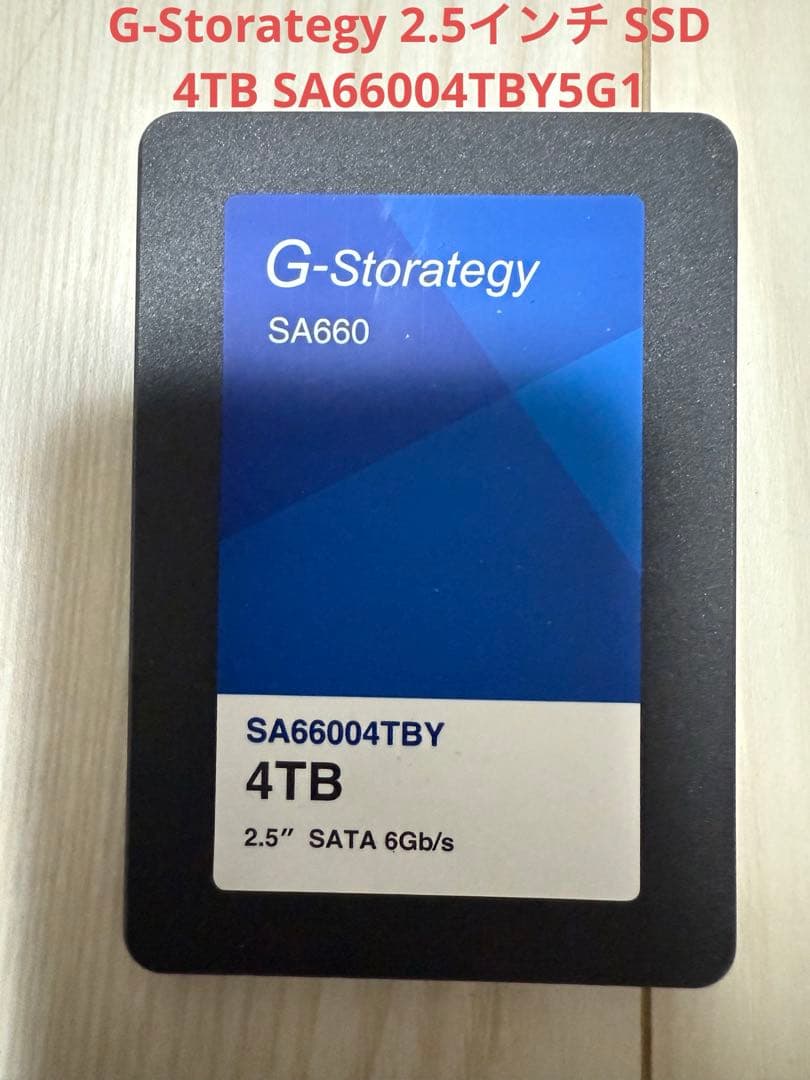 G-Storategy 2.5インチ SSD
4TB SA66004TBY5G1
G-Storategy
SA660
SA66004TBY
4TB
2.5″ SATA 6Gb/s